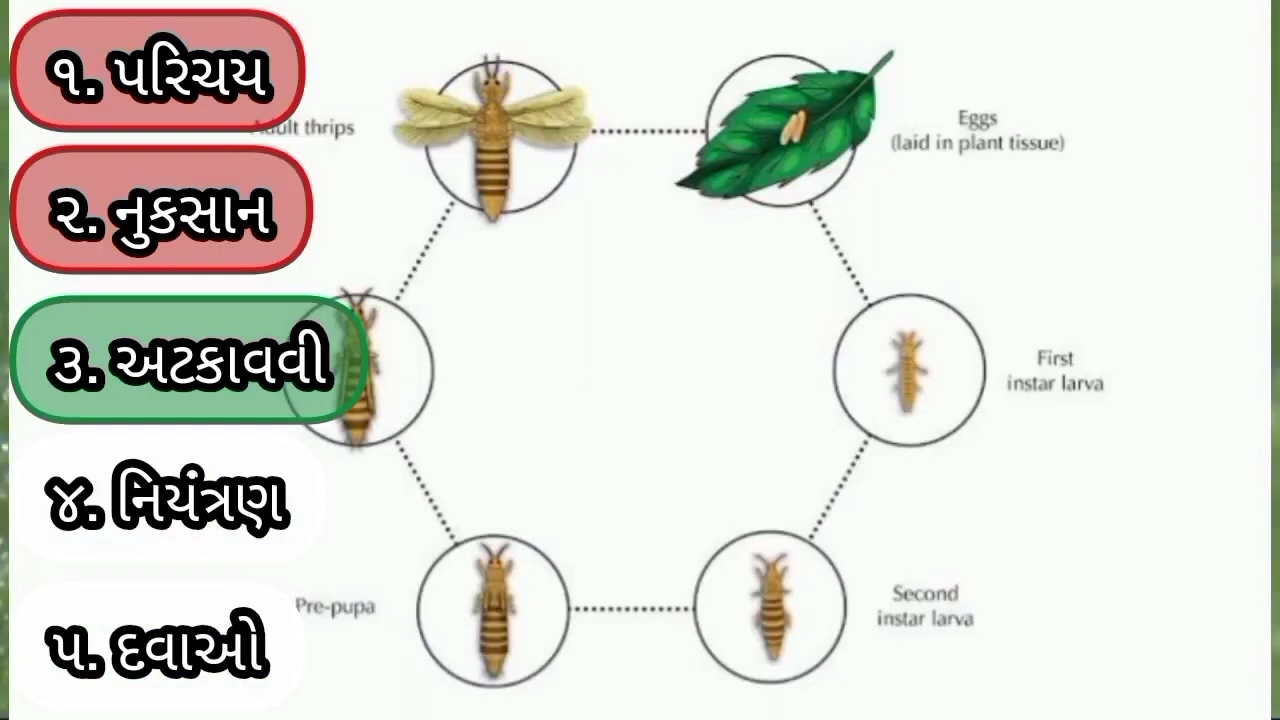 ૧. પરિચય
૨. નુકસાન
૩. અટકાવવી
૪. નિયંત્રણ
૫. દવાઓ
Adult thrips
Eggs
(laid in plant tissue)
First
instar larva
Second
instar larva
Pre-pupa